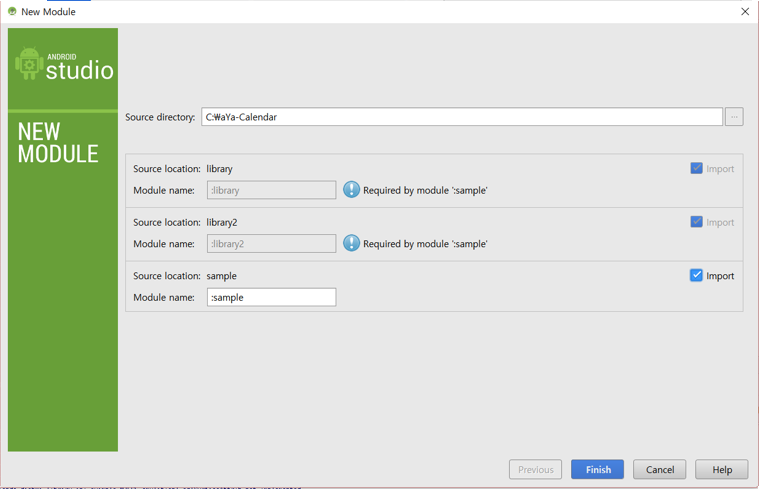 New Module
ANDROID
studio
NEW
MODULE
Source directory: C:₩aYa-Calendar ...
Source location: library Import
Module name: :library Required by module ':sample'
Source location: library2 Import
Module name: :library2 Required by module ':sample'
Source location: sample Import
Module name: :sample
Previous Finish Cancel Help